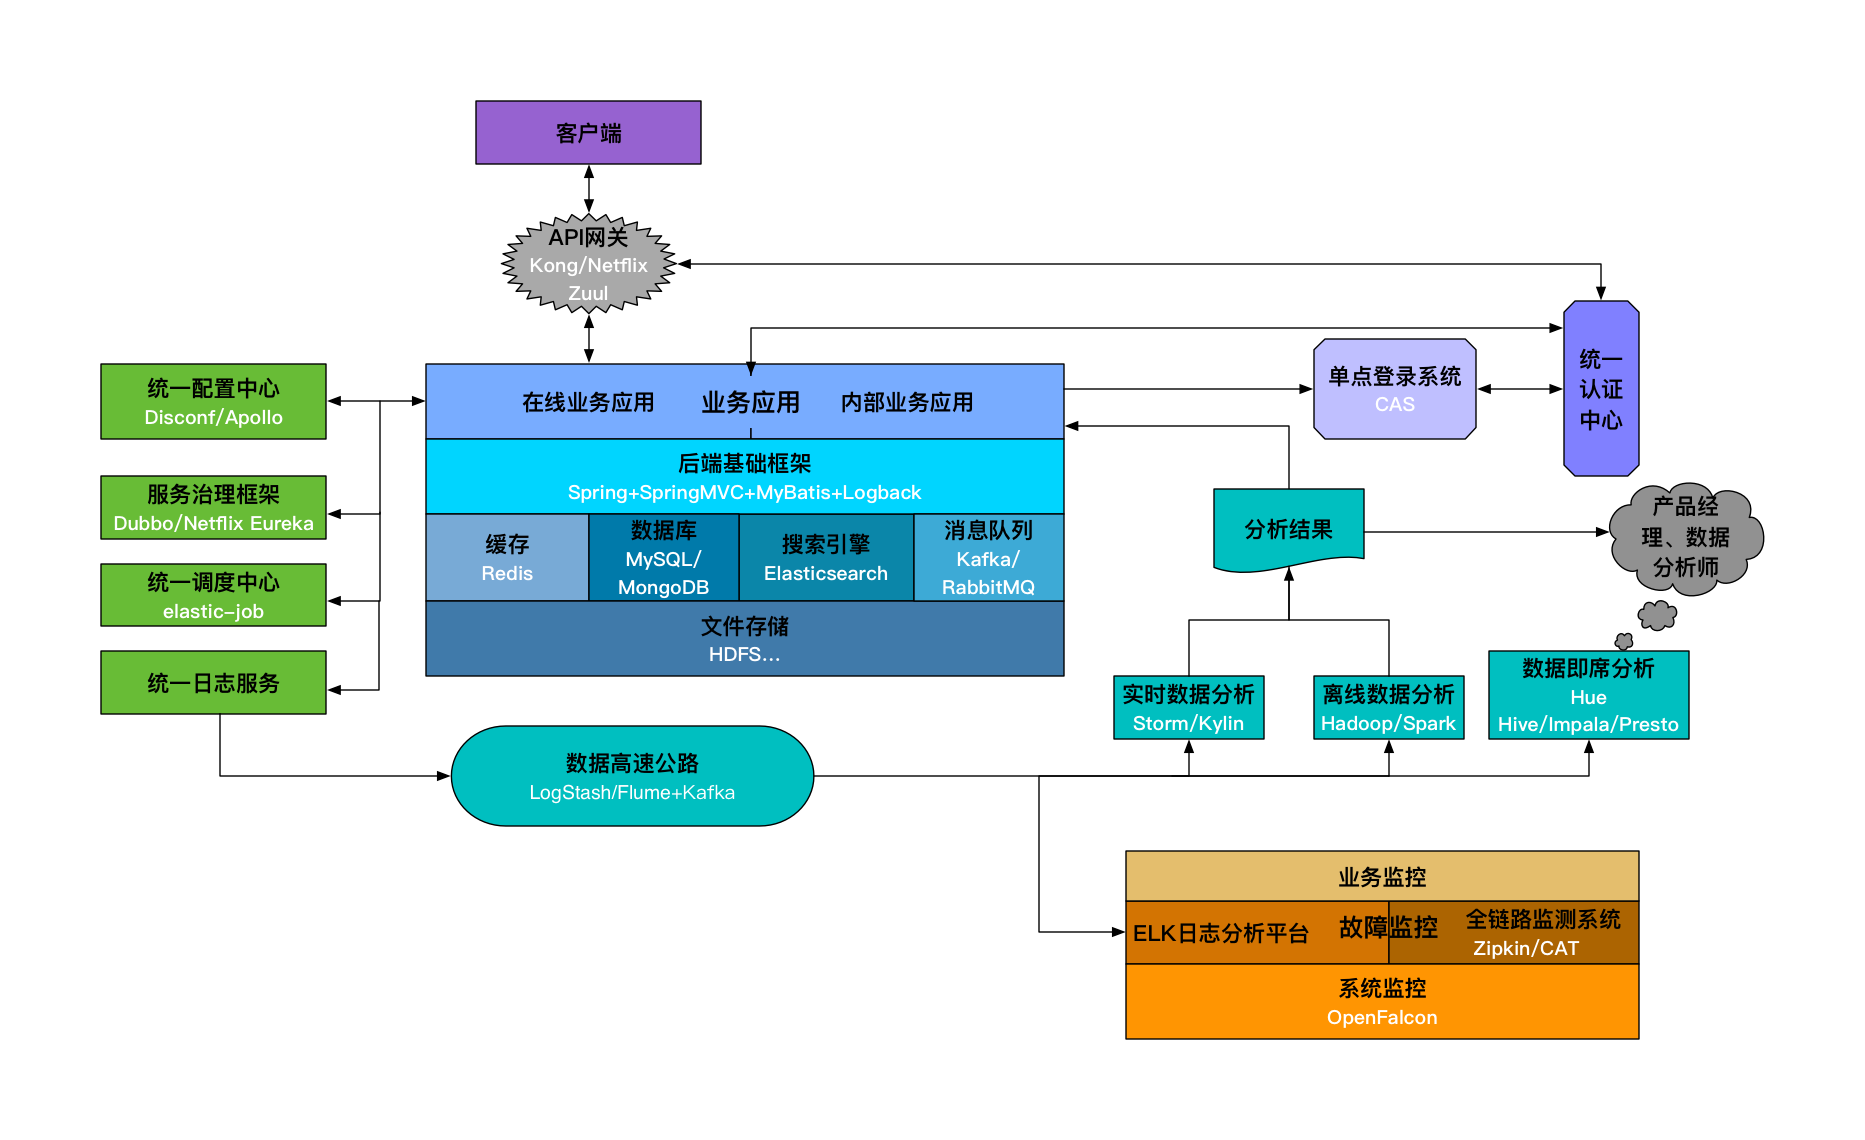 客户端
API网关
Kong/Netflix
Zuul
统一配置中心
Disconf/Apollo
服务治理框架
Dubbo/Netflix Eureka
统一调度中心
elastic-job
统一日志服务
在线业务应用
业务应用
内部业务应用
后端基础框架
Spring+SpringMVC+MyBatis+Logback
缓存
Redis
数据库
MySQL/
MongoDB
搜索引擎
Elasticsearch
消息队列
Kafka/
RabbitMQ
文件存储
HDFS...
单点登录系统
CAS
统一
认证
中心
分析结果
产品经
理、数据
分析师
实时数据分析
Storm/Kylin
离线数据分析
Hadoop/Spark
数据即席分析
Hue
Hive/Impala/Presto
数据高速公路
LogStash/Flume+Kafka
业务监控
ELK日志分析平台
故障监控
全链路监测系统
Zipkin/CAT
系统监控
OpenFalcon